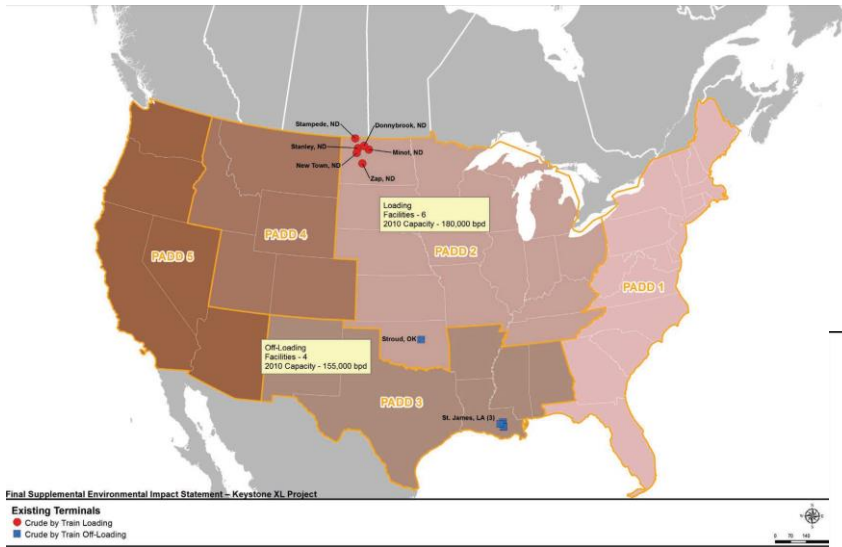 Stampede, ND
Donnybrook, ND
Stanley, ND
Minot, ND
New Town, ND
Zap, ND
Loading
Facilities - 6
2010 Capacity - 180,000 bpd
PADD 5
PADD 4
PADD 2
PADD 1
Stroud, OK
Off-Loading
Facilities - 4
2010 Capacity - 155,000 bpd
PADD 3
St. James, LA (3)
Final Supplemental Environmental Impact Statement – Keystone XL Project
Existing Terminals
Crude by Train Loading
Crude by Train Off-Loading
0 70 140